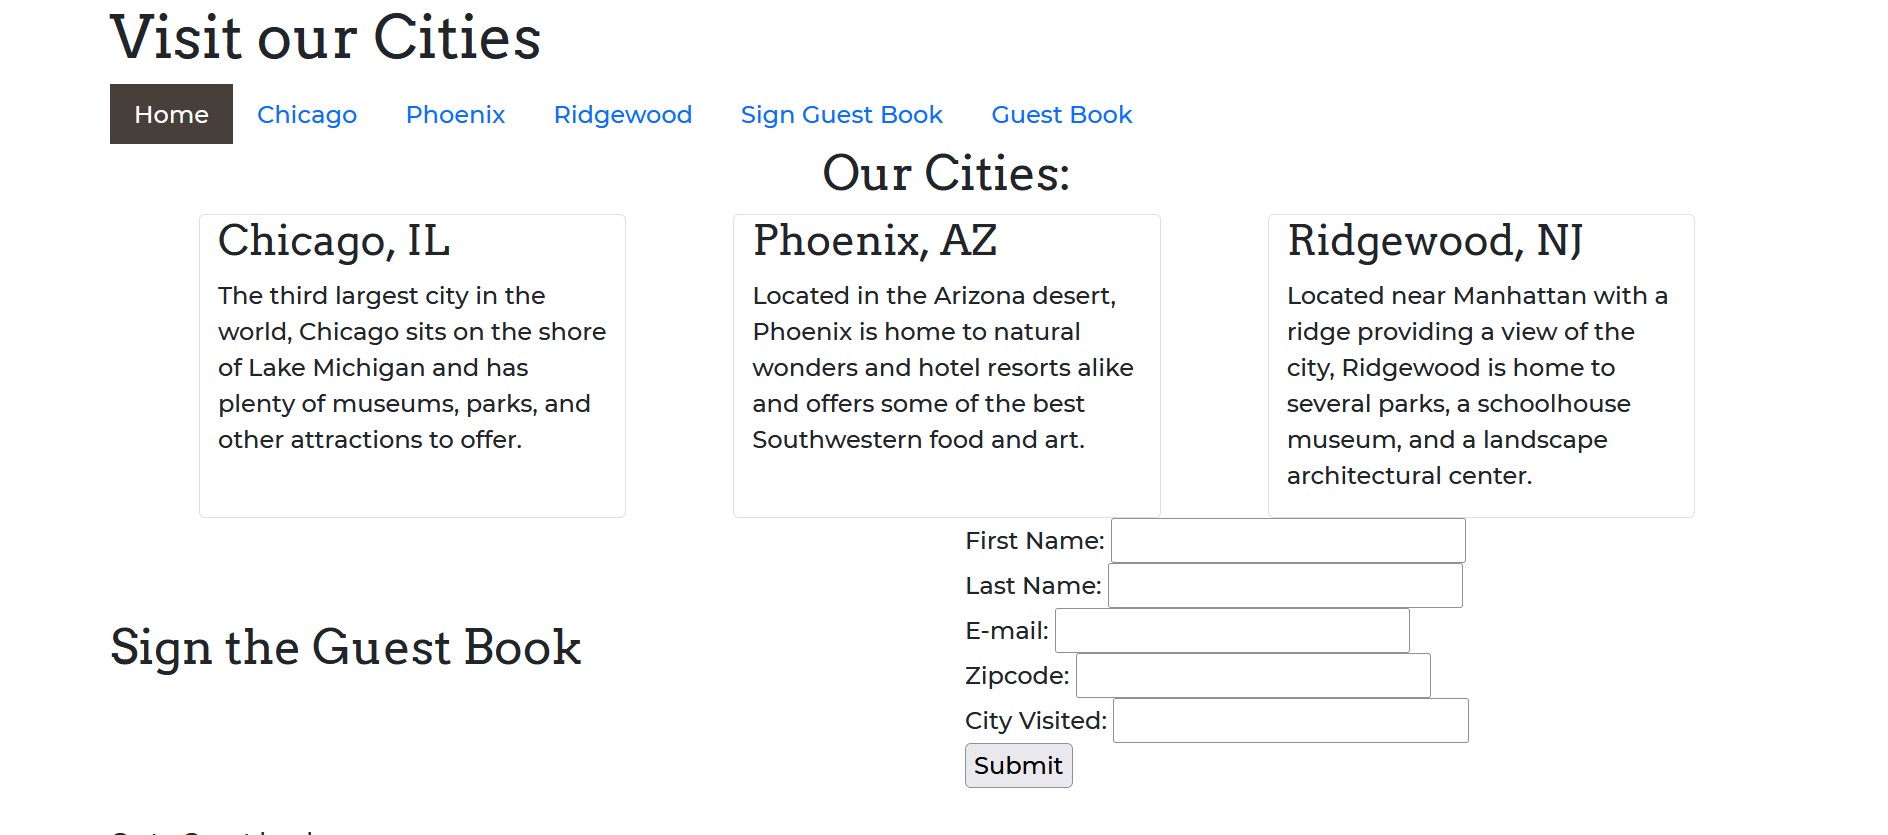 Visit our Cities
Home Chicago Phoenix Ridgewood Sign Guest Book Guest Book
Our Cities:
Chicago, IL
The third largest city in the
world, Chicago sits on the shore
of Lake Michigan and has
plenty of museums, parks, and
other attractions to offer.
Phoenix, AZ
Located in the Arizona desert,
Phoenix is home to natural
wonders and hotel resorts alike
and offers some of the best
Southwestern food and art.
Ridgewood, NJ
Located near Manhattan with a
ridge providing a view of the
city, Ridgewood is home to
several parks, a schoolhouse
museum, and a landscape
architectural center.
Sign the Guest Book
First Name:
Last Name:
E-mail:
Zipcode:
City Visited:
Submit